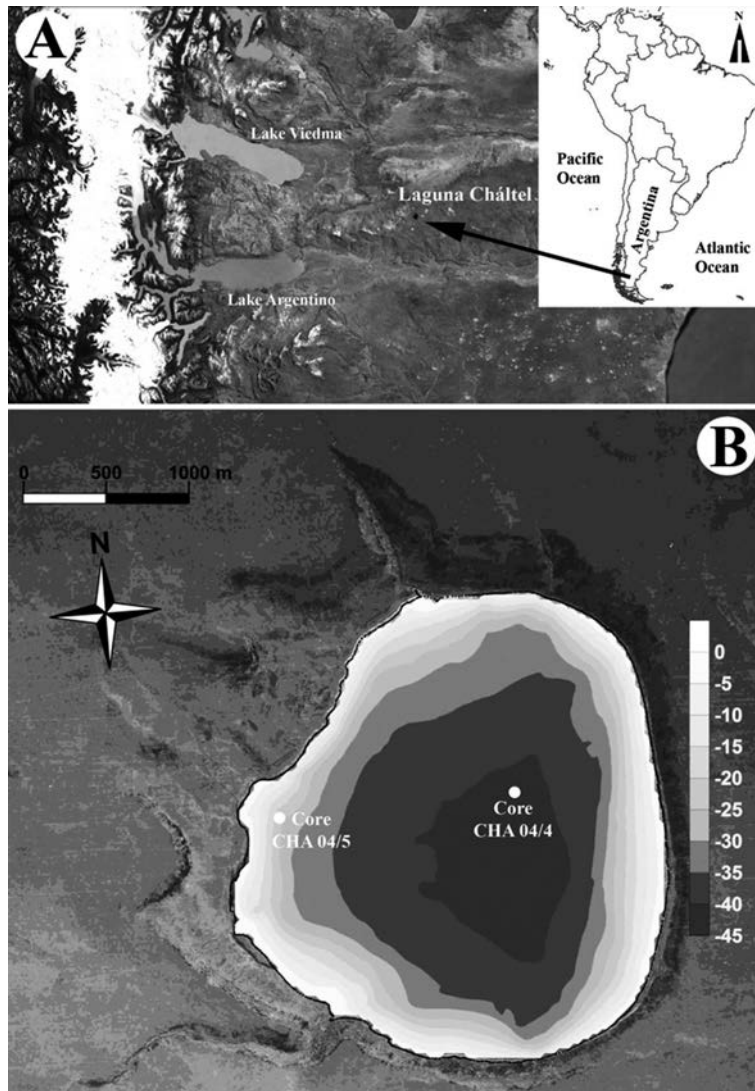 A
Lake Viedma
Laguna Cháltel
Lake Argentino
N
Pacific
Ocean
Argentina
Atlantic
Ocean
B
0 500 1000 m
N
Core
CHA 04/5
Core
CHA 04/4
0
-5
-10
-15
-22
-25
-30
-35
-40
-45